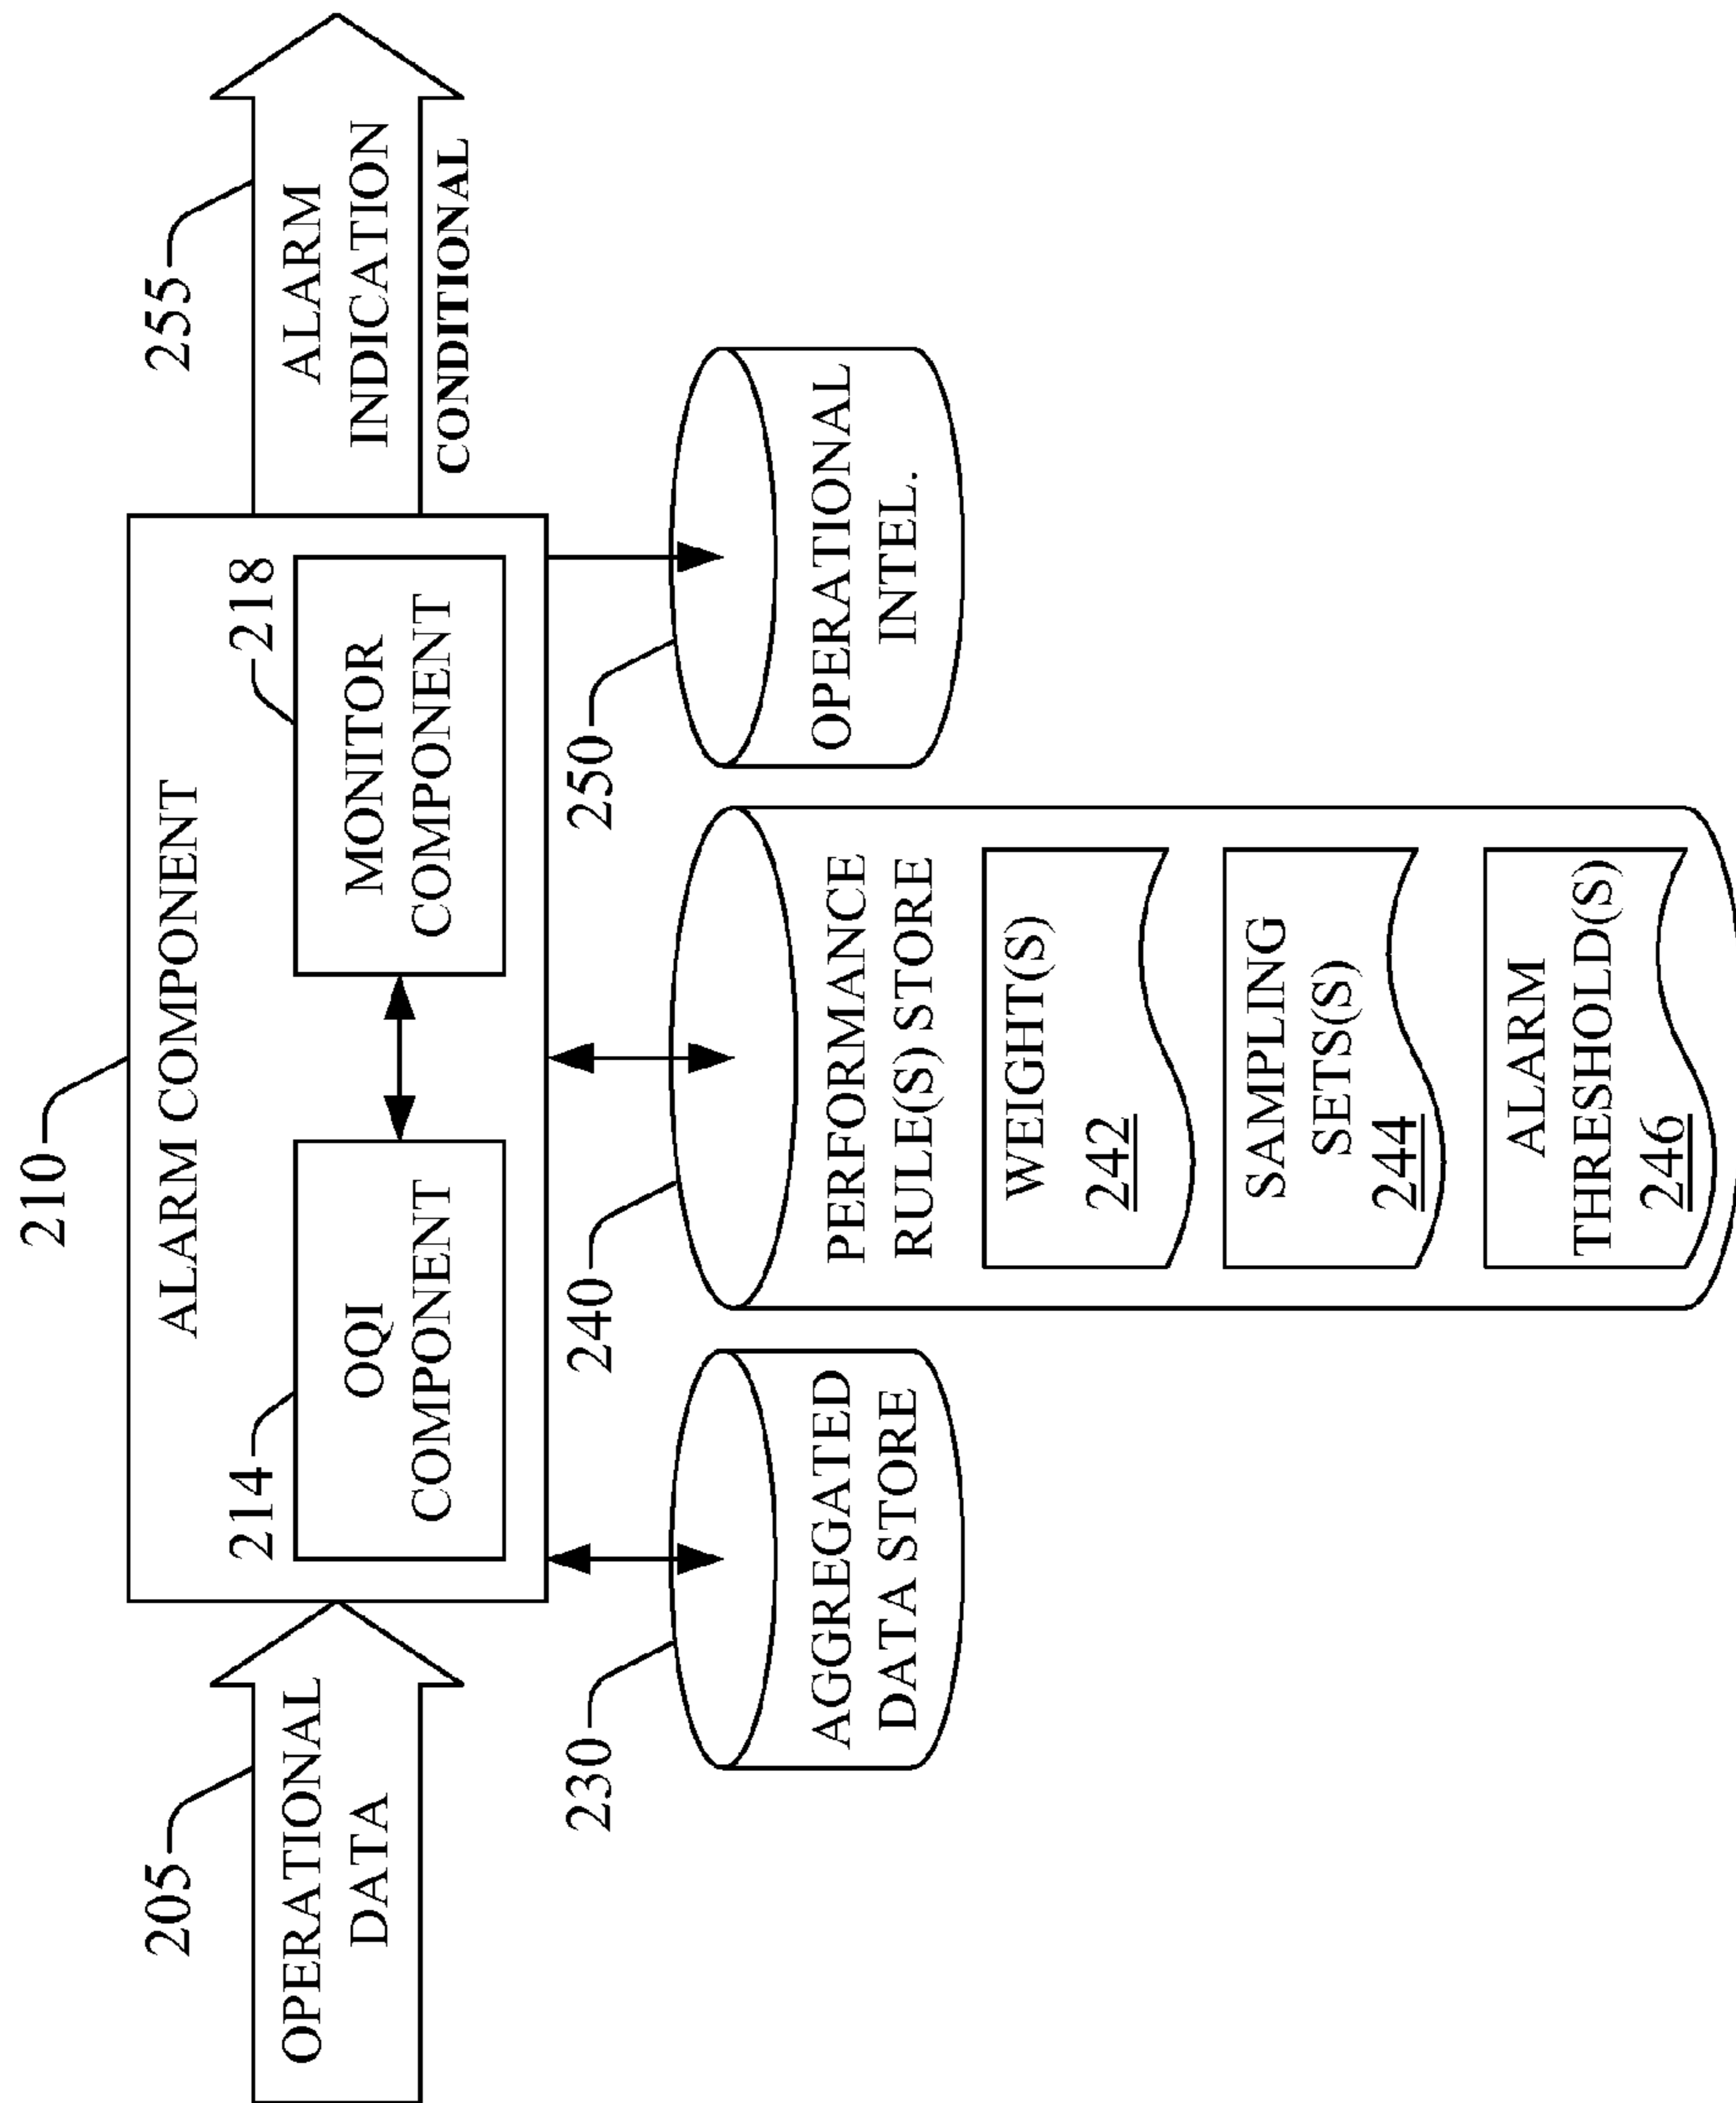 210
ALARM COMPONENT
205
OPERATIONAL
DATA
214
OQI
COMPONENT
218
MONITOR
COMPONENT
255
ALARM
INDICATION
CONDITIONAL
230
AGGREGATED
DATA STORE
240
PERFORMANCE
RULE(S) STORE
WEIGHT(S)
242
SAMPLING
SETS(S)
244
ALARM
THRESHOLD(S)
246
250
OPERATIONAL
INTEL.